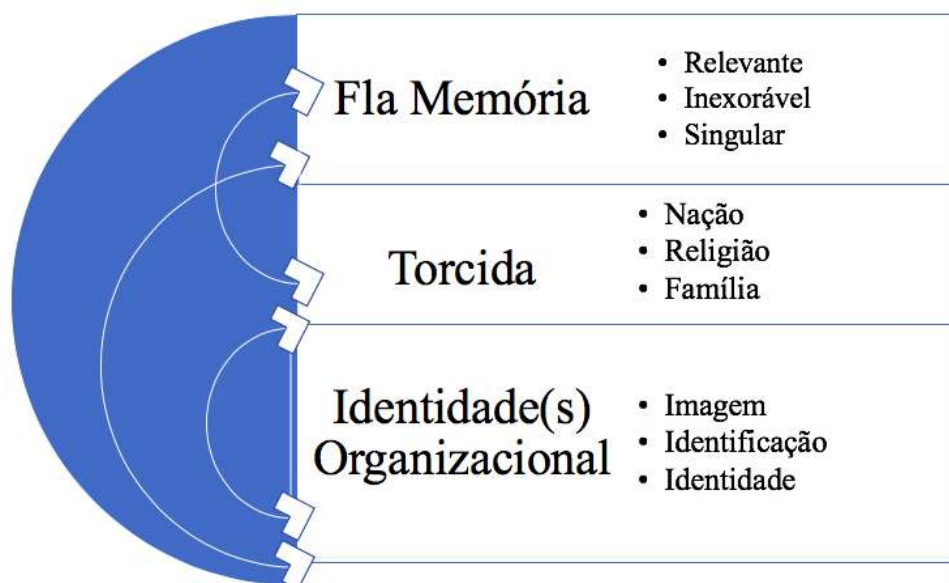 Fla Memória
• Relevante
• Inexorável
• Singular
Torcida
• Nação
• Religião
• Família
Identidade(s)
Organizacional
• Imagem
• Identificação
• Identidade